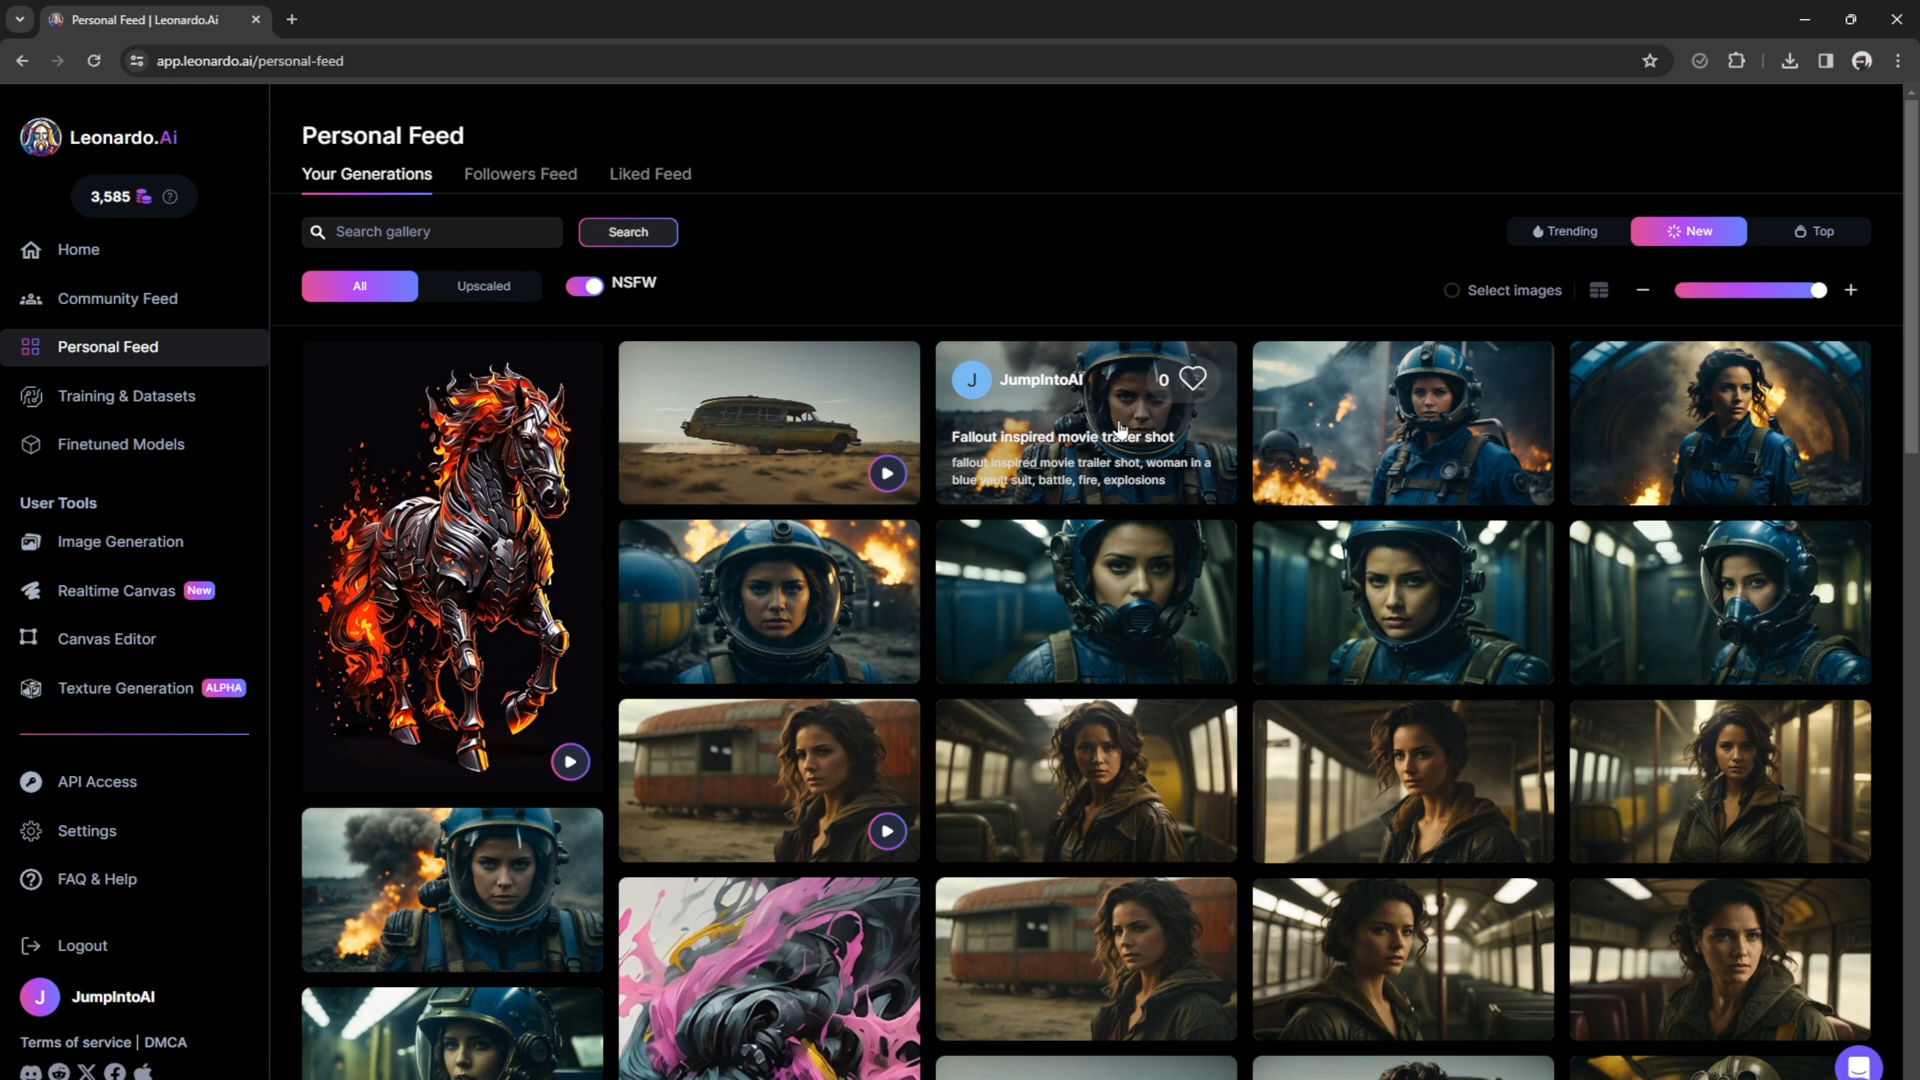 Personal Feed | Leonardo.Ai
app.leonardo.ai/personal-feed
Leonardo.Ai
3,585
Home
Community Feed
Personal Feed
Training & Datasets
Finetuned Models
User Tools
Image Generation
Realtime Canvas New
Canvas Editor
Texture Generation ALPHA
API Access
Settings
FAQ & Help
Logout
J JumpIntoAI
Terms of service | DMCA
Personal Feed
Your Generations Followers Feed Liked Feed
Search gallery Search
Trending New Top
All Upscaled NSFW
Select images
J JumpIntoAI 0
Fallout inspired movie trailer shot
fallout inspired movie trailer shot, woman in a
blue vault suit, battle, fire, explosions